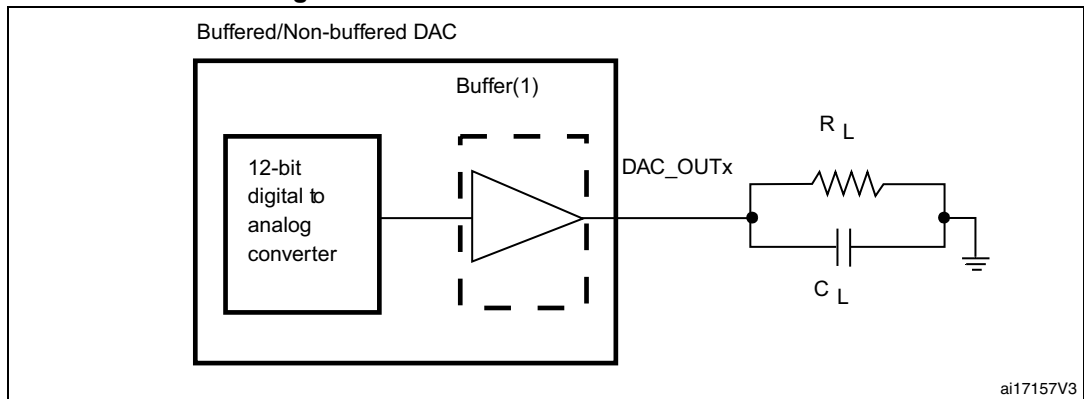 Buffered/Non-buffered DAC
Buffer(1)
12-bit
digital to
analog
converter
DAC_OUTx
R L
C L
ai17157V3